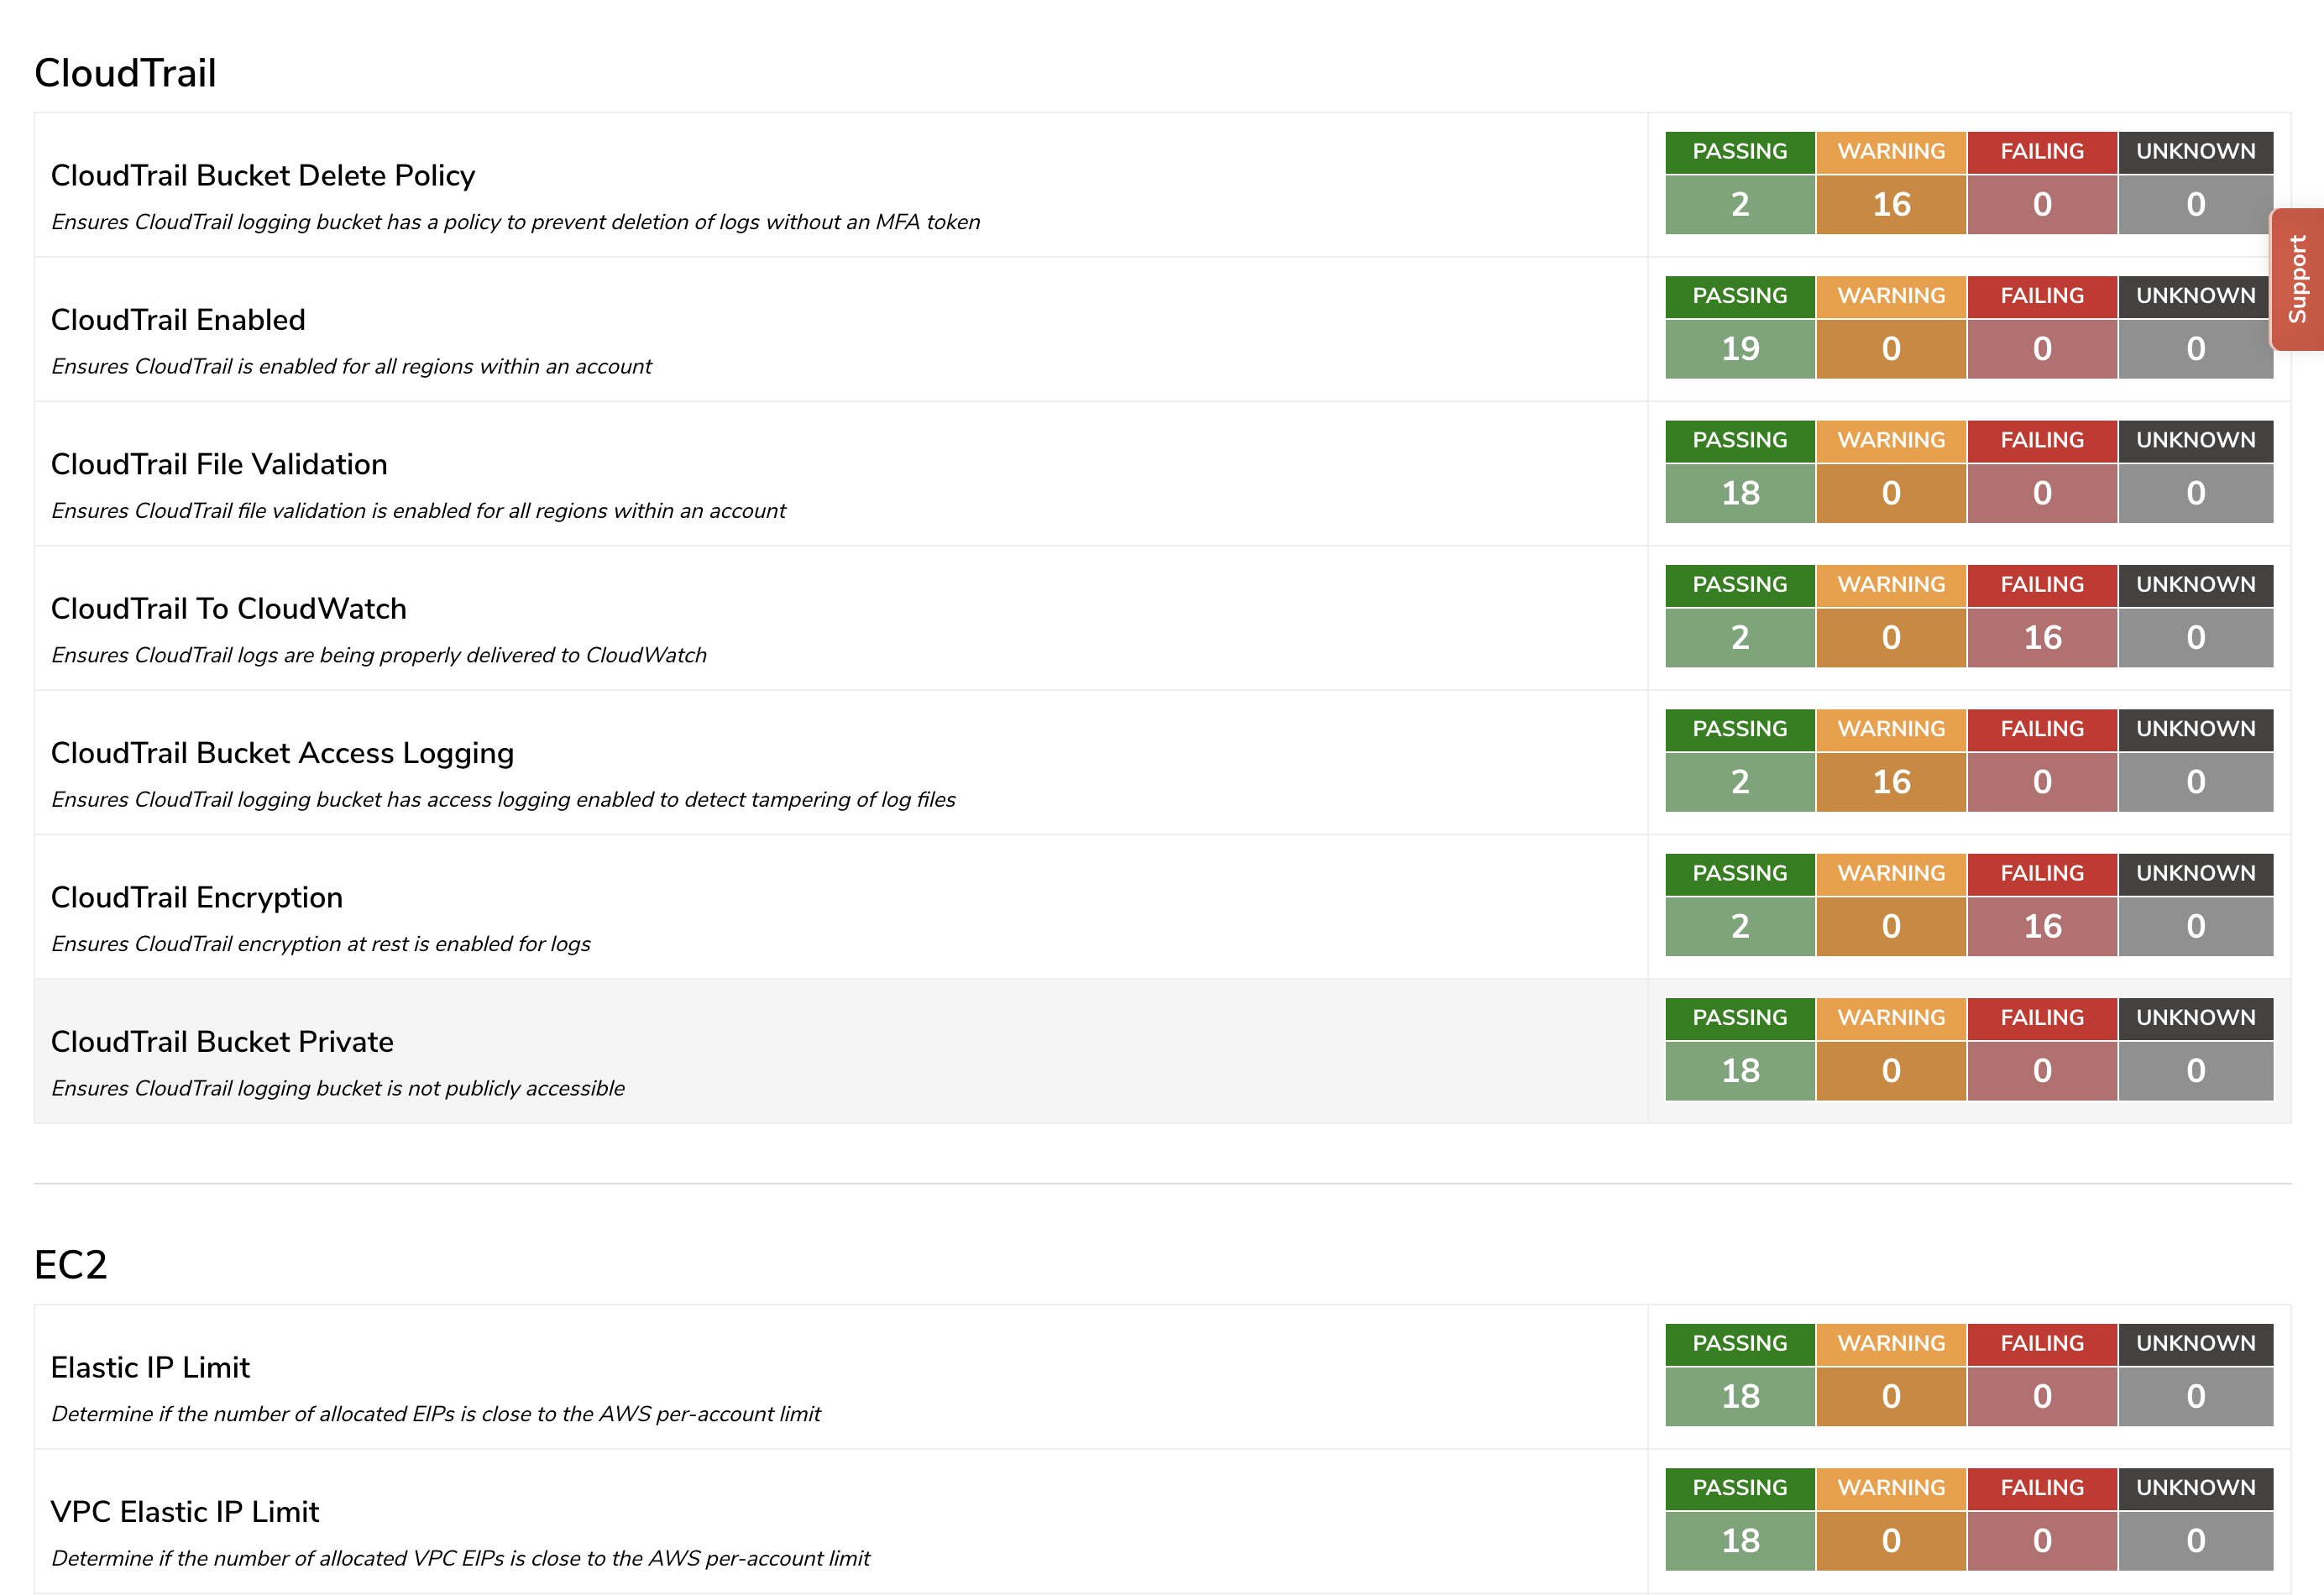 CloudTrail
CloudTrail Bucket Delete Policy
Ensures CloudTrail logging bucket has a policy to prevent deletion of logs without an MFA token
PASSING WARNING FAILING UNKNOWN
2 16 0 0
Support
CloudTrail Enabled
Ensures CloudTrail is enabled for all regions within an account
PASSING WARNING FAILING UNKNOWN
19 0 0 0
CloudTrail File Validation
Ensures CloudTrail file validation is enabled for all regions within an account
PASSING WARNING FAILING UNKNOWN
18 0 0 0
CloudTrail To CloudWatch
Ensures CloudTrail logs are being properly delivered to CloudWatch
PASSING WARNING FAILING UNKNOWN
2 0 16 0
CloudTrail Bucket Access Logging
Ensures CloudTrail logging bucket has access logging enabled to detect tampering of log files
PASSING WARNING FAILING UNKNOWN
2 16 0 0
CloudTrail Encryption
Ensures CloudTrail encryption at rest is enabled for logs
PASSING WARNING FAILING UNKNOWN
2 0 16 0
CloudTrail Bucket Private
Ensures CloudTrail logging bucket is not publicly accessible
PASSING WARNING FAILING UNKNOWN
18 0 0 0
EC2
Elastic IP Limit
Determine if the number of allocated EIPs is close to the AWS per-account limit
PASSING WARNING FAILING UNKNOWN
18 0 0 0
VPC Elastic IP Limit
Determine if the number of allocated VPC EIPs is close to the AWS per-account limit
PASSING WARNING FAILING UNKNOWN
18 0 0 0